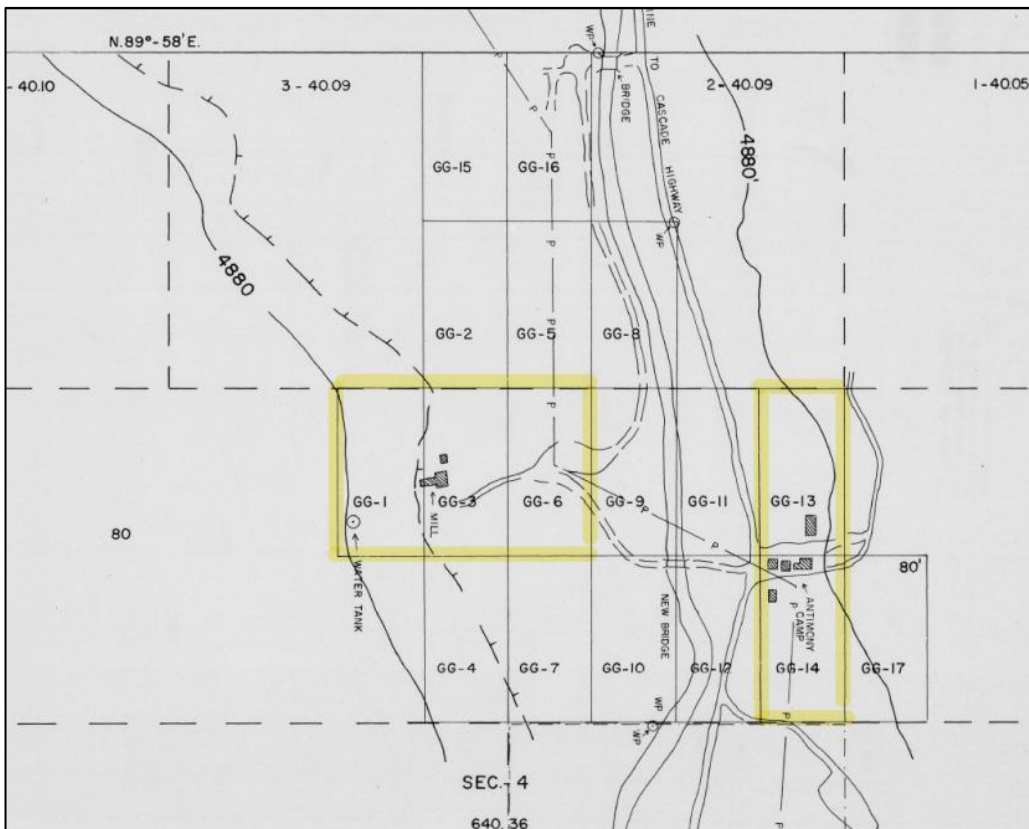 N.89°-58'E.
- 40.10
3 - 40.09
2-40.09
1-40.05
WP
NE
TO
CASCADE
HIGHWAY
BRIDGE
P
4880'
GG-15
GG-16
P
WP
P
4880
GG-2
GG-5
GG-8
P
P
GG-1
GG-3
GG-6
GG-9
GG-11
GG-13
MILL
P
80
P
80'
WATER TANK
NEW BRIDGE
ANTIMONY
CAMP
P
GG-4
GG-7
GG-10
GG-12
GG-14
GG-17
WP
WP
P
SEC.- 4
640.36
P